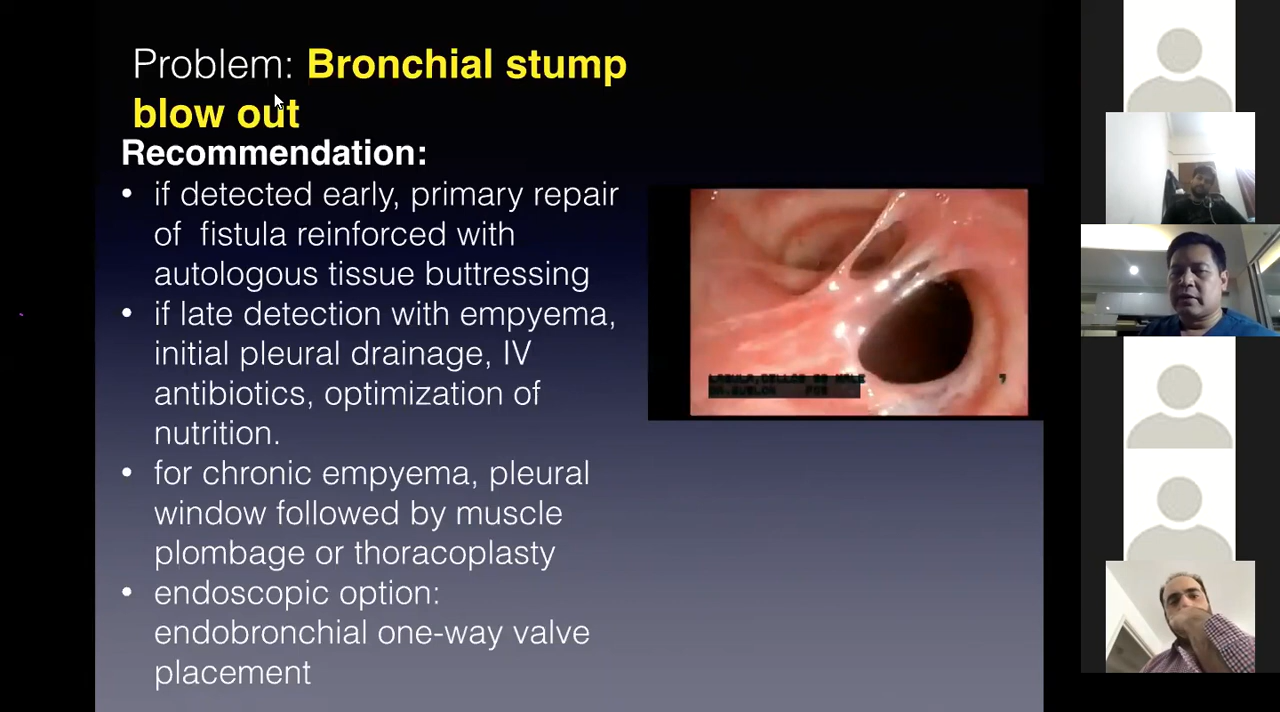 Problem: Bronchial stump
blow out
Recommendation:
• if detected early, primary repair
of fistula reinforced with
autologous tissue buttressing
• if late detection with empyema,
initial pleural drainage, IV
antibiotics, optimization of
nutrition.
• for chronic empyema, pleural
window followed by muscle
plombage or thoracoplasty
• endoscopic option:
endobronchial one-way valve
placement